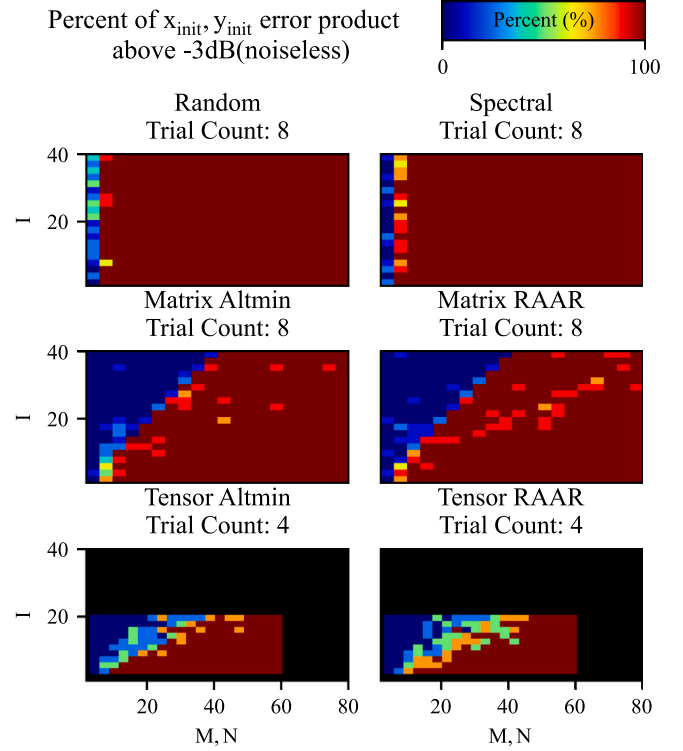 Percent of x_init, y_init error product
above -3dB(noiseless)
Percent (%)
0 100
Random
Trial Count: 8
Spectral
Trial Count: 8
40
I
20
Matrix Altmin
Trial Count: 8
Matrix RAAR
Trial Count: 8
40
I
20
Tensor Altmin
Trial Count: 4
Tensor RAAR
Trial Count: 4
40
I
20
20 40 60 80
20 40 60 80
M, N
M, N